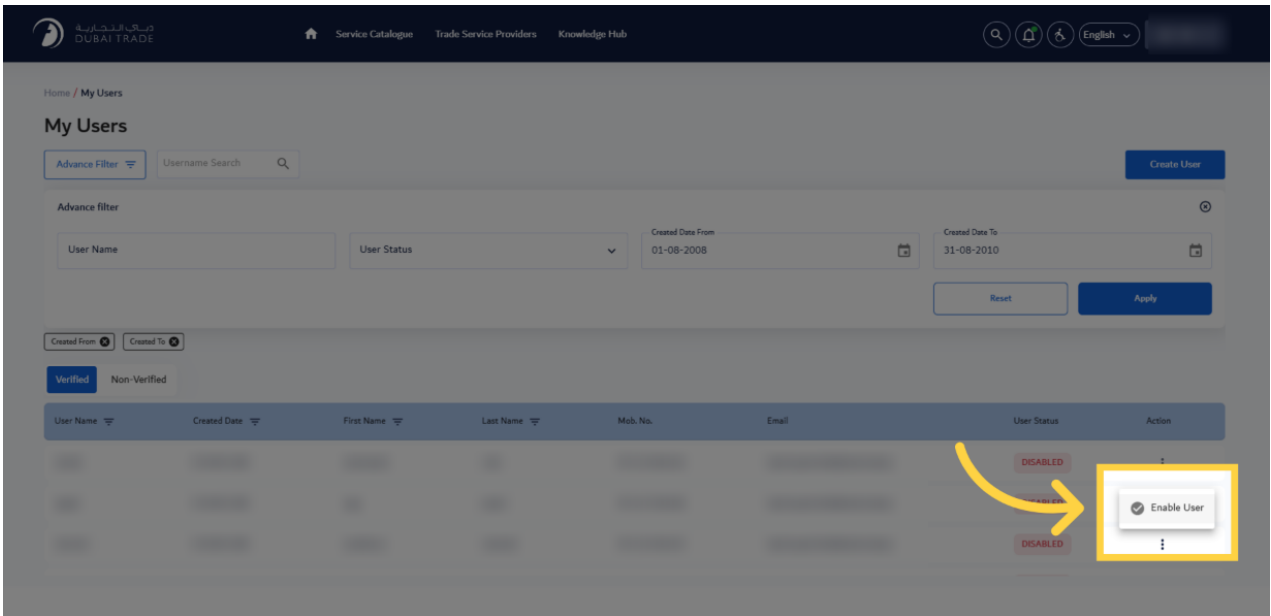 دبي التجارية
DUBAI TRADE
Service Catalogue
Trade Service Providers
Knowledge Hub
English
Home / My Users
My Users
Advance Filter
Username Search
Create User
Advance filter
User Name
User Status
Created Date From
01-08-2008
Created Date To
31-08-2010
Reset
Apply
Created From
Created To
Verified
Non-Verified
User Name
Created Date
First Name
Last Name
Mob. No.
Email
User Status
Action
DISABLED
DISABLED
Enable User
DISABLED